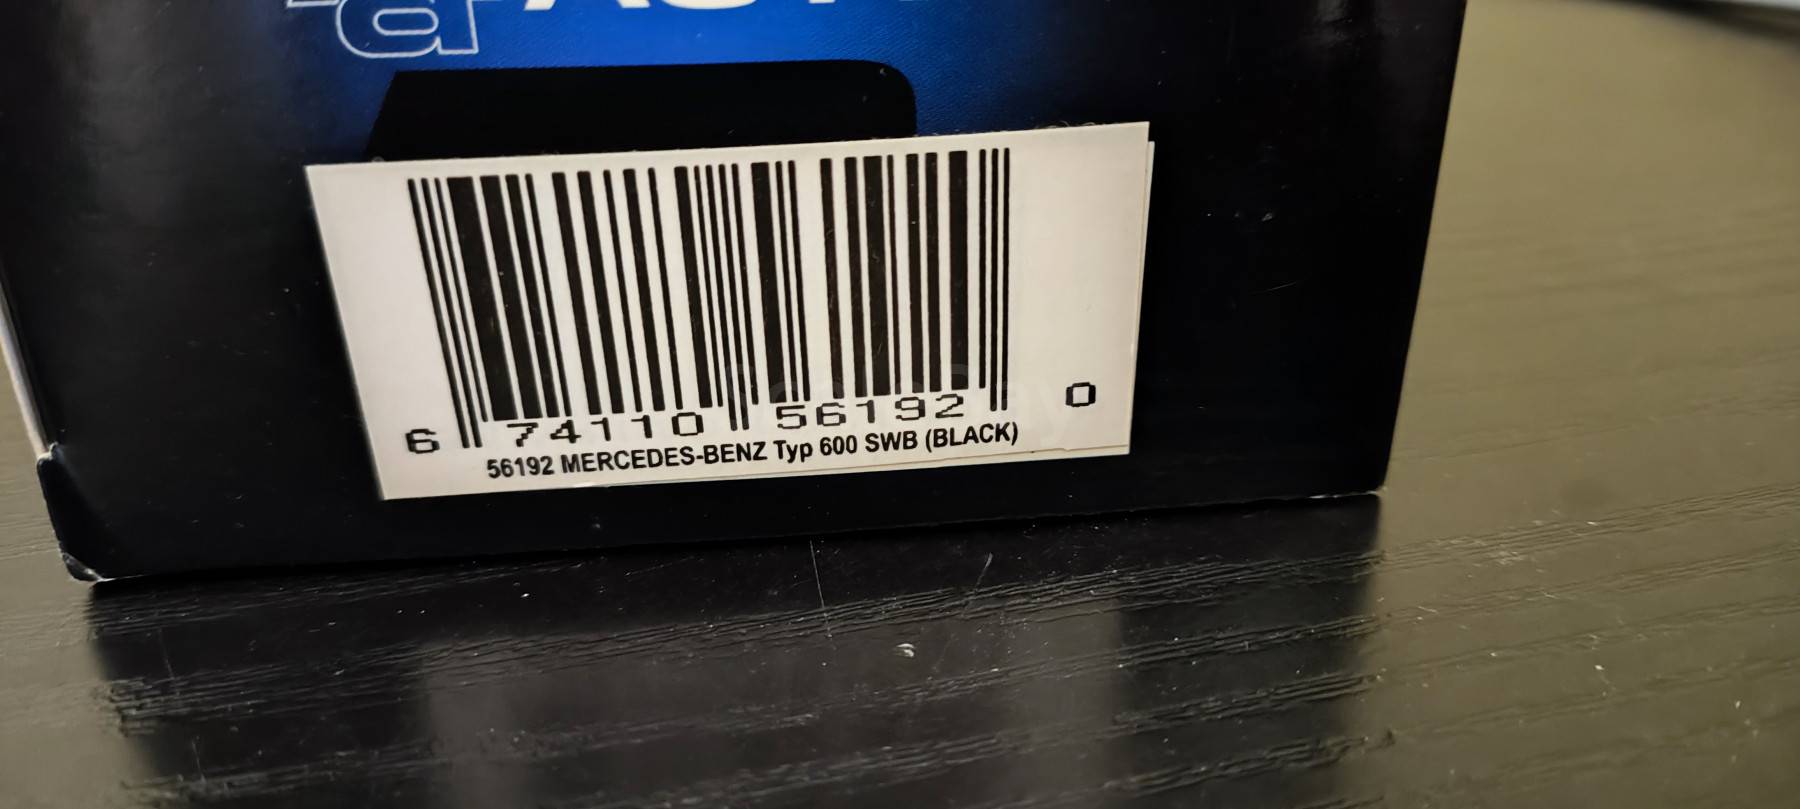 6 74110 56192 0
56192 MERCEDES-BENZ Typ 600 SWB (BLACK)